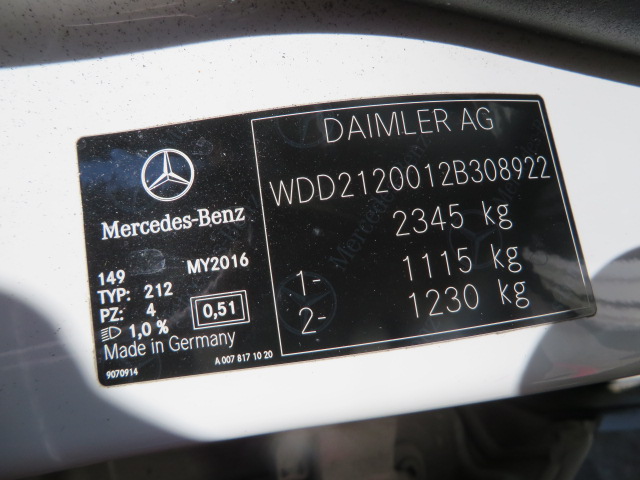 Mercedes-Benz
149 MY2016
TYP: 212
PZ: 4 0,51
1,0 %
Made in Germany
9070914 A 007 817 10 20
DAIMLER AG
WDD2120012B308922
2345 kg
1- 1115 kg
2- 1230 kg